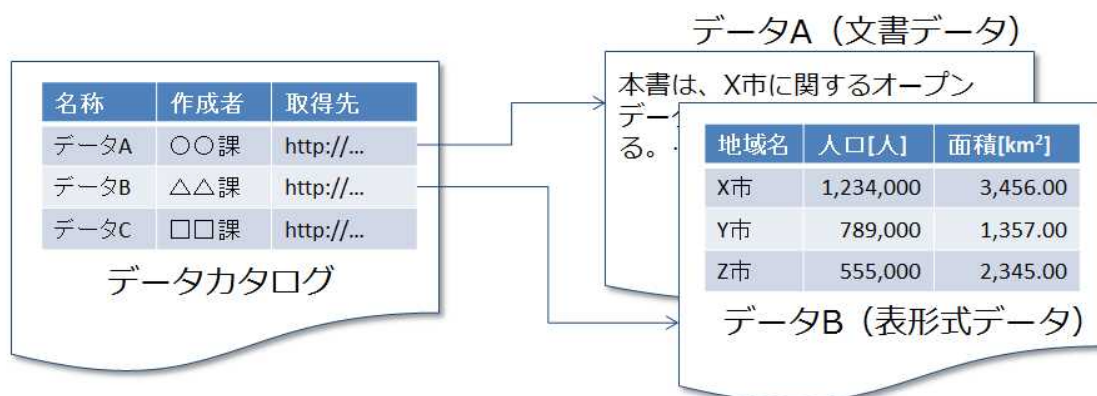 名称 作成者 取得先
データA ○○課 http://...
データB △△課 http://...
データC □□課 http://...
データカタログ
データA（文書データ）
本書は、X市に関するオープン
データ
る。
地域名 人口[人] 面積[km²]
X市 1,234,000 3,456.00
Y市 789,000 1,357.00
Z市 555,000 2,345.00
データB（表形式データ）